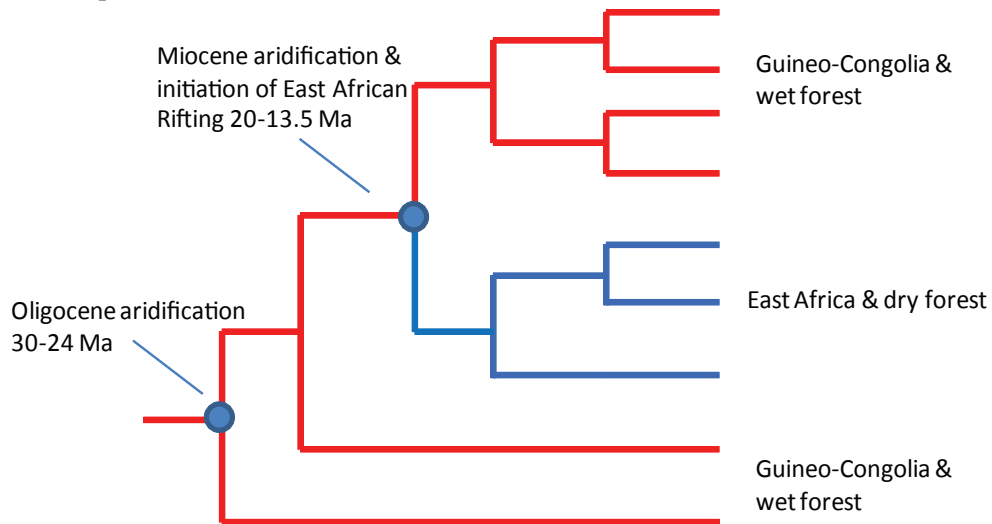 Miocene aridification &
initiation of East African
Rifting 20-13.5 Ma
Guineo-Congolia &
wet forest
East Africa & dry forest
Oligocene aridification
30-24 Ma
Guineo-Congolia &
wet forest